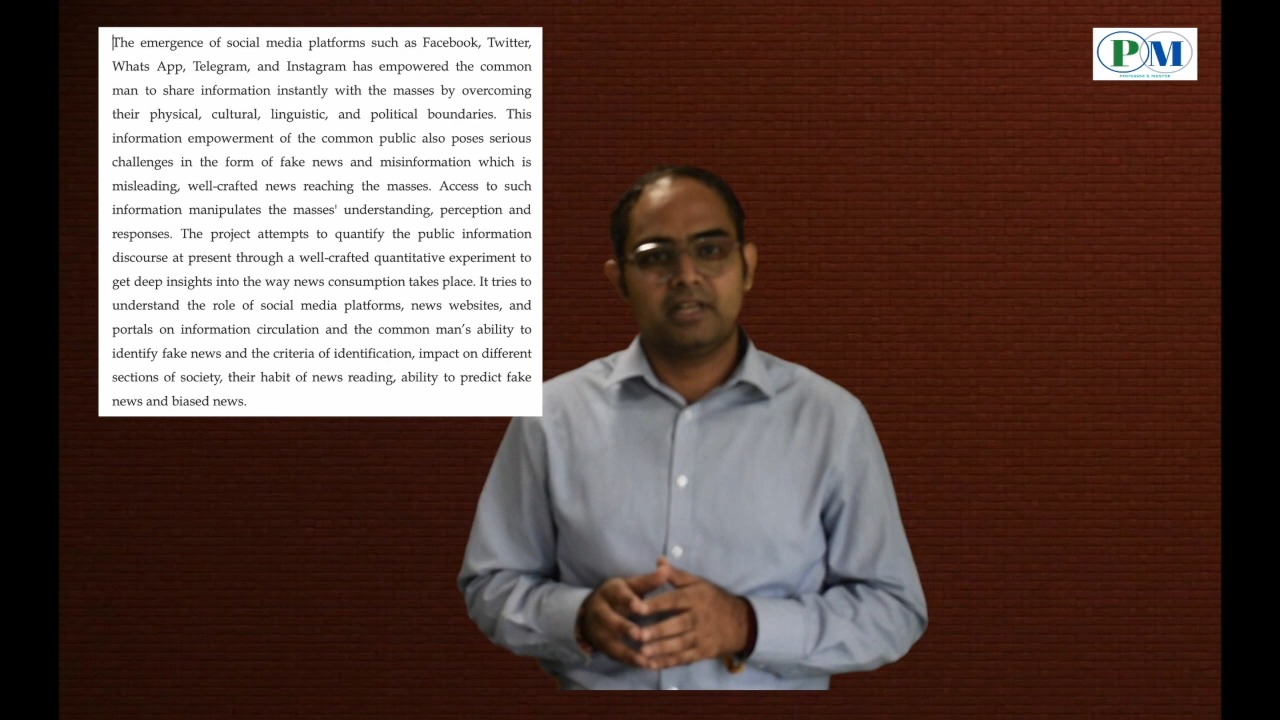 The emergence of social media platforms such as Facebook, Twitter,
Whats App, Telegram, and Instagram has empowered the common
man to share information instantly with the masses by overcoming
their physical, cultural, linguistic, and political boundaries. This
information empowerment of the common public also poses serious
challenges in the form of fake news and misinformation which is
misleading, well-crafted news reaching the masses. Access to such
information manipulates the masses' understanding, perception and
responses. The project attempts to quantify the public information
discourse at present through a well-crafted quantitative experiment to
get deep insights into the way news consumption takes place. It tries to
understand the role of social media platforms, news websites, and
portals on information circulation and the common man’s ability to
identify fake news and the criteria of identification, impact on different
sections of society, their habit of news reading, ability to predict fake
news and biased news.
PM
PROFESSOR & MENTOR